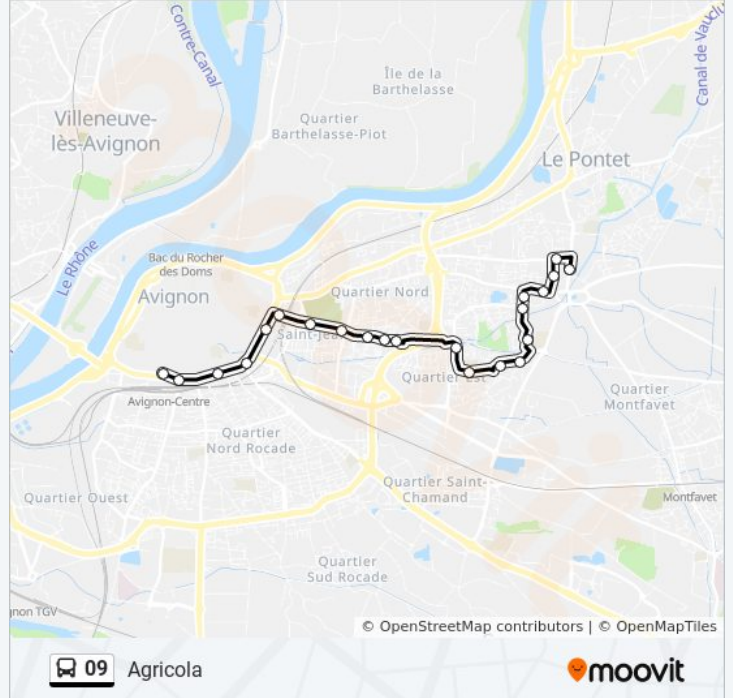 Contre-Canal
Canal de Vaucluse
Île de la
Barthelasse
Villeneuve-
lès-Avignon
Quartier
Barthelasse-Piot
Le Pontet
Le Rhône
Bac du Rocher
des Doms
Avignon
Quartier Nord
Saint-Jea
Quartier Est
Avignon-Centre
Quartier
Montfavet
Quartier
Nord Rocade
Quartier Saint-
Chamand
Quartier Ouest
Montfavet
Quartier
Sud Rocade
non TGV
© OpenStreetMap contributors | © OpenMapTiles
09 Agricola
moovit